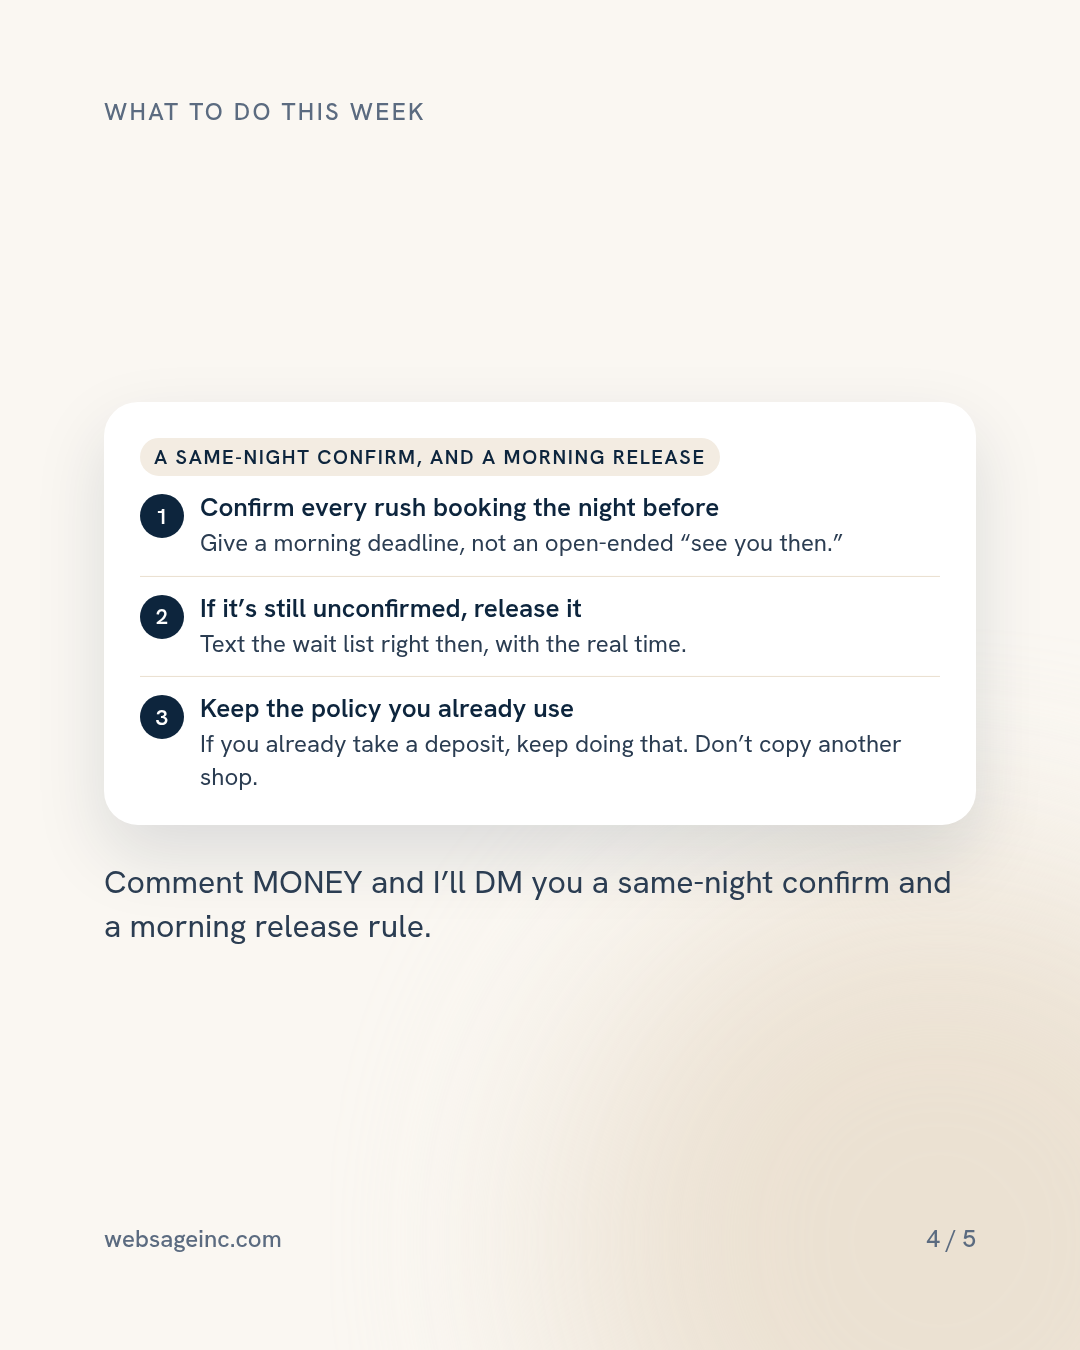 WHAT TO DO THIS WEEK
A SAME-NIGHT CONFIRM, AND A MORNING RELEASE
1 Confirm every rush booking the night before
Give a morning deadline, not an open-ended “see you then.”
2 If it’s still unconfirmed, release it
Text the wait list right then, with the real time.
3 Keep the policy you already use
If you already take a deposit, keep doing that. Don’t copy another
shop.
Comment MONEY and I’ll DM you a same-night confirm and
a morning release rule.
websageinc.com
4 / 5